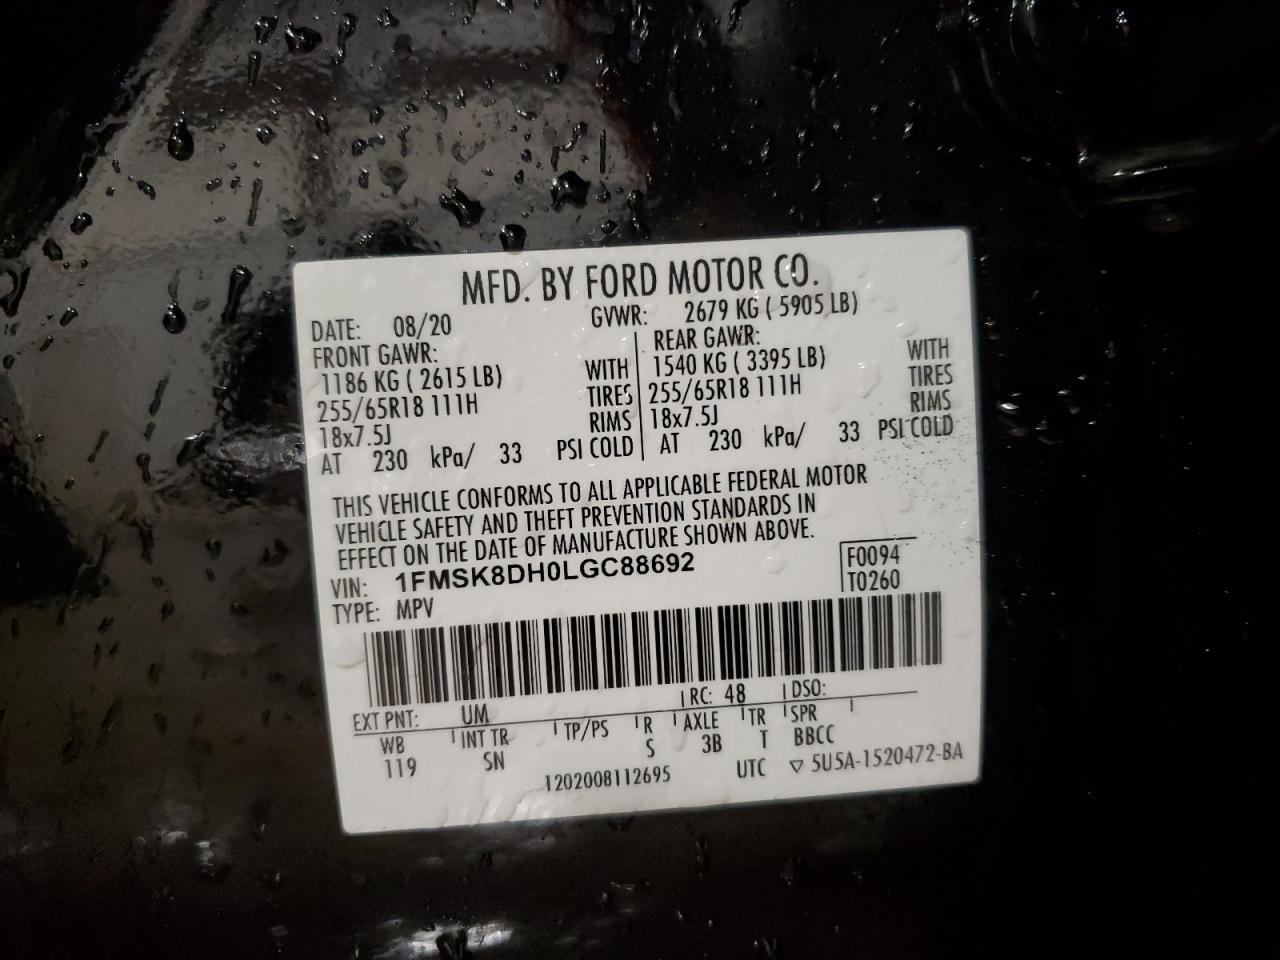 MFD. BY FORD MOTOR CO.
DATE: 08/20 GVWR: 2679 KG ( 5905 LB)
FRONT GAWR: REAR GAWR:
1186 KG ( 2615 LB) WITH 1540 KG ( 3395 LB) WITH
255/65R18 111H TIRES 255/65R18 111H TIRES
18x7.5J RIMS 18x7.5J RIMS
AT 230 kPa/ 33 PSI COLD AT 230 kPa/ 33 PSI COLD
THIS VEHICLE CONFORMS TO ALL APPLICABLE FEDERAL MOTOR
VEHICLE SAFETY AND THEFT PREVENTION STANDARDS IN
EFFECT ON THE DATE OF MANUFACTURE SHOWN ABOVE.
VIN: 1FMSK8DH0LGC88692 F0094
TYPE: MPV T0260
EXT PNT: UM RC: 48 DSO:
WB INT TR TP/PS R AXLE TR SPR
119 SN S 3B T BBCC
1202008112695 UTC ▽ 5U5A-1520472-BA